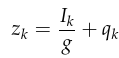 z_k = I_k/g + q_k